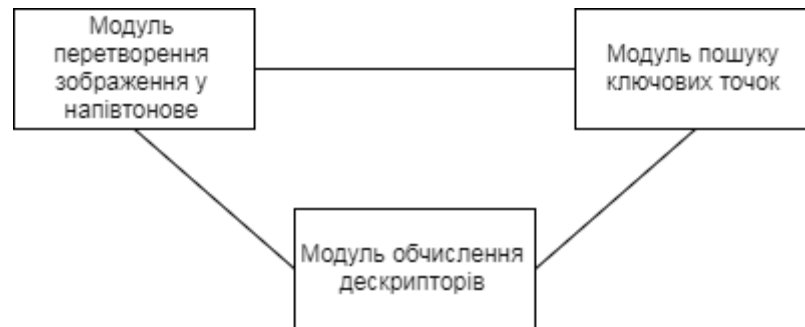 Модуль
перетворення
зображення у
напівтонове
Модуль пошуку
ключових точок
Модуль обчислення
дескрипторів